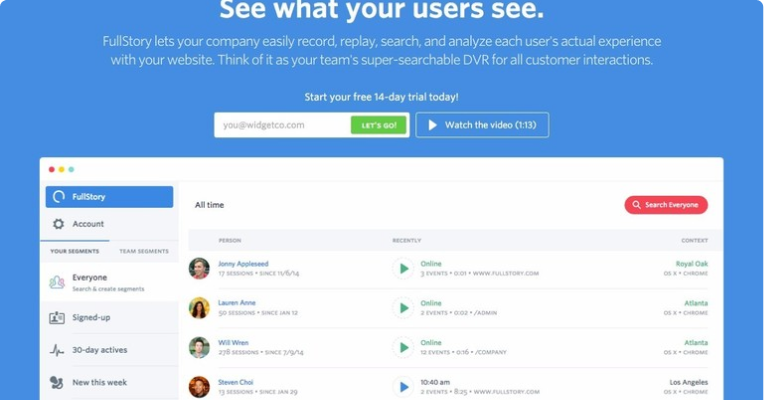 See what your users see.
FullStory lets your company easily record, replay, search, and analyze each user's actual experience
with your website. Think of it as your team's super-searchable DVR for all customer interactions.
Start your free 14-day trial today!
you@widgetco.com
LET'S GO!
Watch the video (1:13)
FullStory
Account
YOUR SEGMENTS
TEAM SEGMENTS
Everyone
Search & create segments
Signed-up
30-day actives
New this week
All time
Search Everyone
PERSON
RECENTLY
CONTEXT
Jonny Appleseed
Online
Royal Oak
17 SESSIONS • SINCE 11/6/14
3 EVENTS • 0:01 • WWW.FULLSTORY.COM
OS X • CHROME
Lauren Anne
Online
Atlanta
50 SESSIONS • SINCE JAN 12
2 EVENTS • 0:02 • /ADMIN
OS X • CHROME
Will Wren
Online
Atlanta
276 SESSIONS • SINCE 7/9/14
12 EVENTS • 0:16 • /COMPANY
OS X • CHROME
Steven Choi
10:40 am
Los Angeles
13 SESSIONS • SINCE JAN 29
2 EVENTS • 8:25 • WWW.FULLSTORY.COM
OS X • CHROME